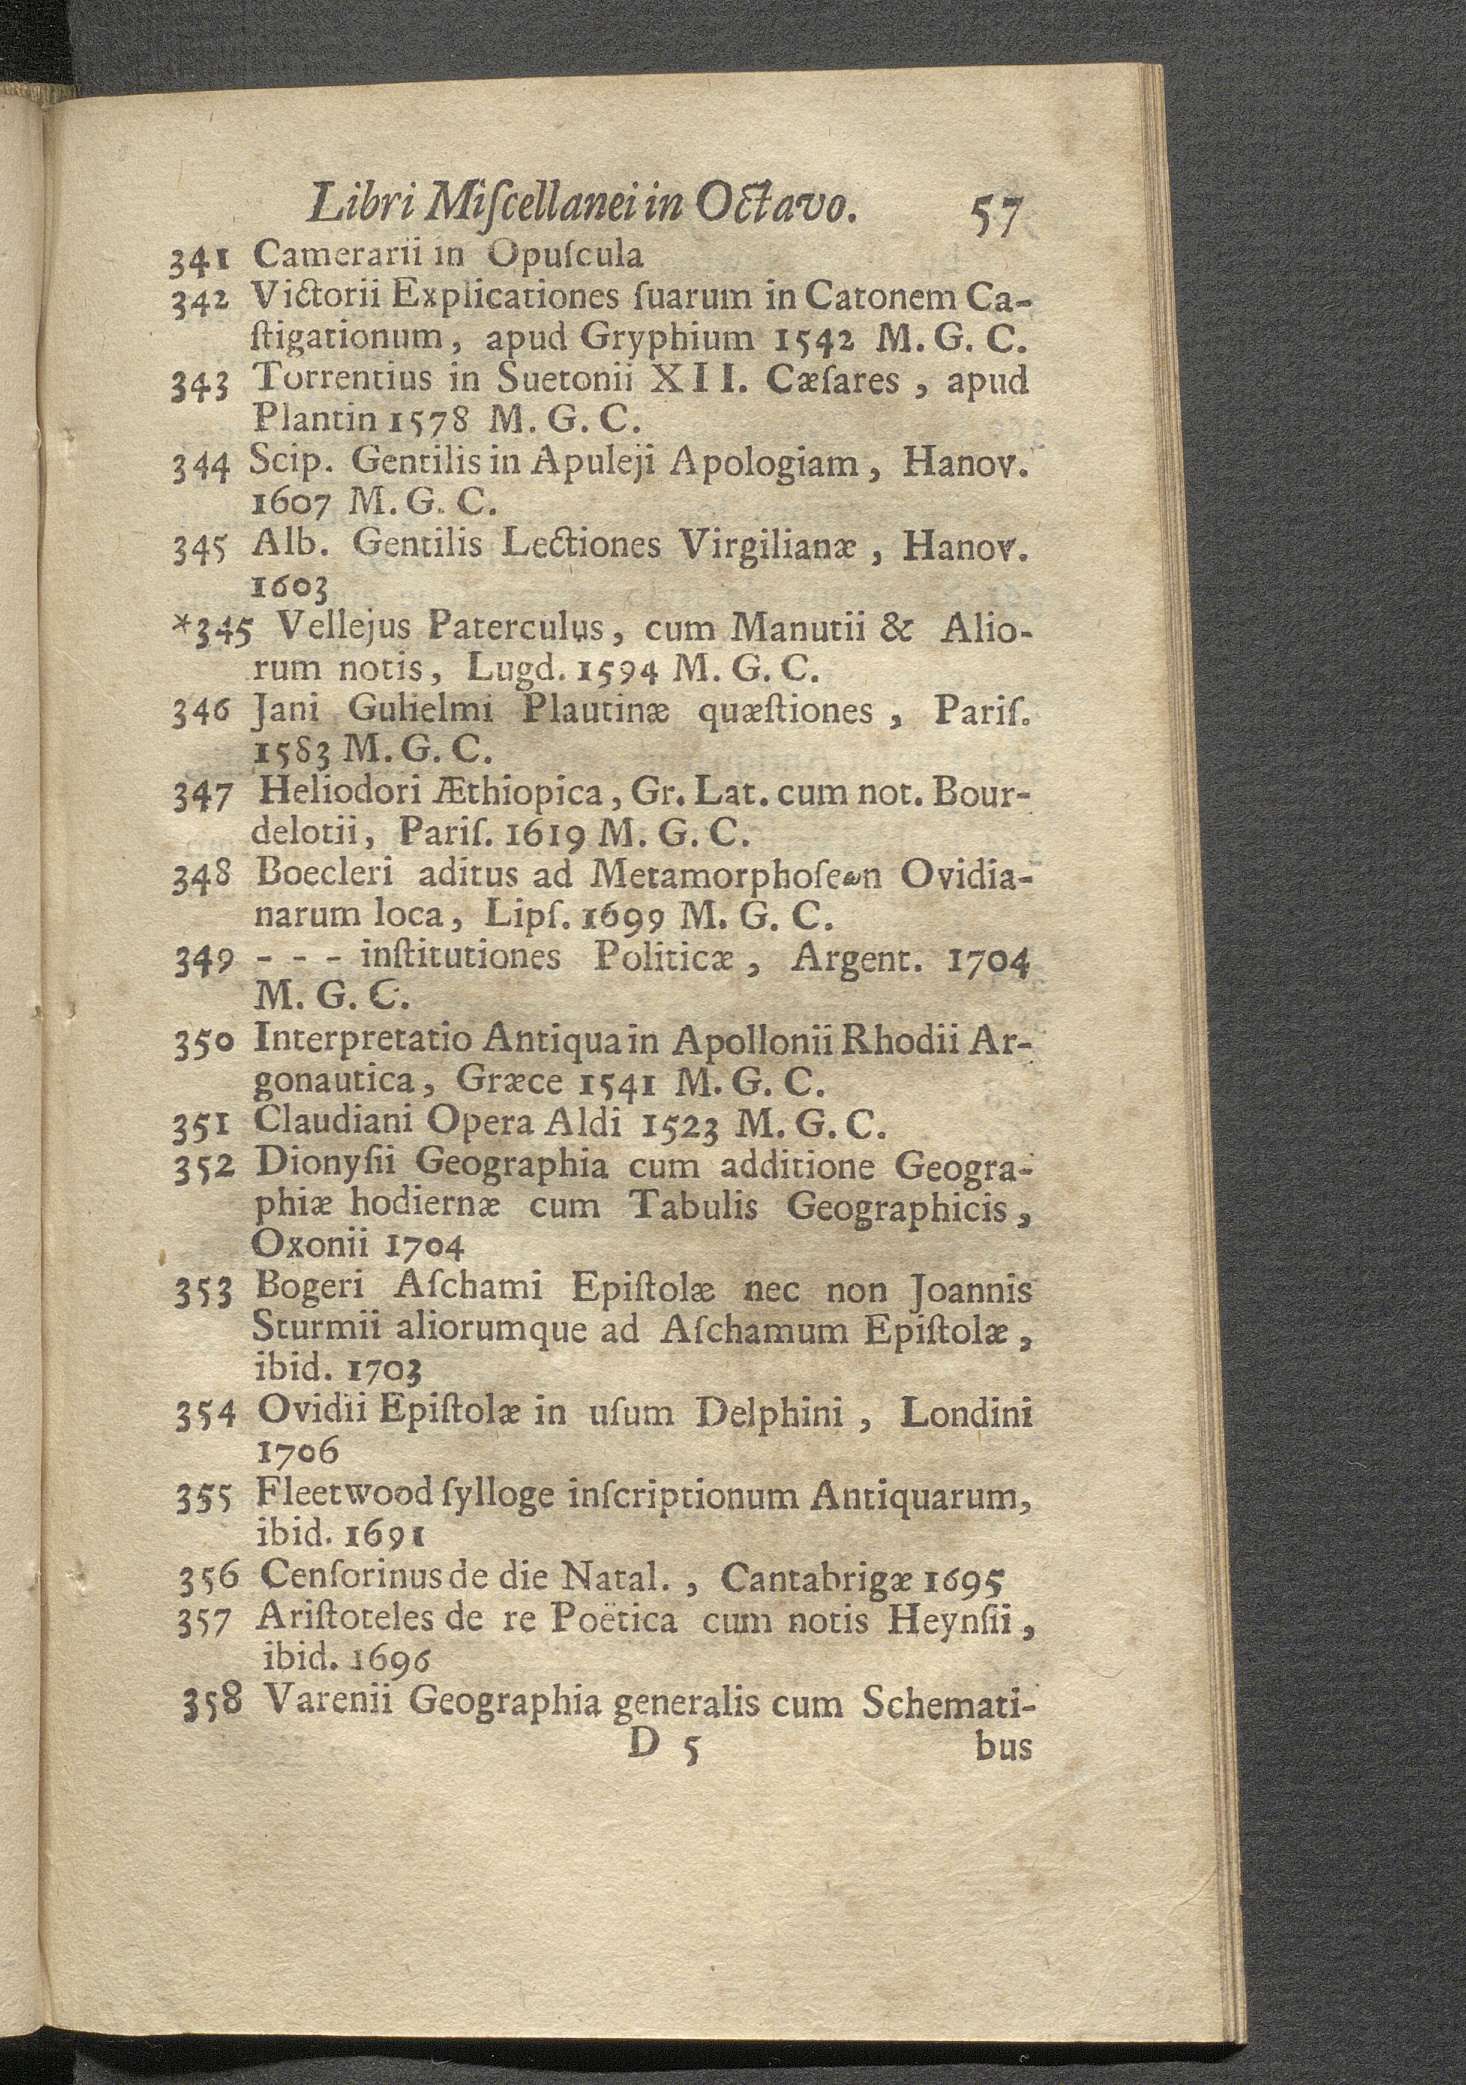 Libri Miſcellanei in Octavo. 57
341 Camerarii in Opuſcula
342 Victorii Explicationes ſuarum in Catonem Ca-
ſtigationum, apud Gryphium 1542 M. G. C.
343 Torrentius in Suetonii XII. Cæſares, apud
Plantin 1578 M. G. C.
344 Scip. Gentilis in Apuleji Apologiam, Hanov.
1607 M. G. C.
345 Alb. Gentilis Lectiones Virgilianæ, Hanov.
1603
*345 Vellejus Paterculus, cum Manutii & Alio-
rum notis, Lugd. 1594 M. G. C.
346 Jani Gulielmi Plautinæ quæſtiones, Pariſ.
1583 M. G. C.
347 Heliodori Æthiopica, Gr. Lat. cum not. Bour-
delotii, Pariſ. 1619 M. G. C.
348 Boecleri aditus ad Metamorphoſeωn Ovidia-
narum loca, Lipſ. 1699 M. G. C.
349 - - - inſtitutiones Politicæ, Argent. 1704
M. G. C.
350 Interpretatio Antiqua in Apollonii Rhodii Ar-
gonautica, Græce 1541 M. G. C.
351 Claudiani Opera Aldi 1523 M. G. C.
352 Dionyſii Geographia cum additione Geogra-
phiæ hodiernæ cum Tabulis Geographicis,
Oxonii 1704
353 Bogeri Aſchami Epiſtolæ nec non Joannis
Sturmii aliorumque ad Aſchamum Epiſtolæ,
ibid. 1703
354 Ovidii Epiſtolæ in uſum Delphini, Londini
1706
355 Fleetwood ſylloge inſcriptionum Antiquarum,
ibid. 1691
356 Cenſorinus de die Natal., Cantabrigæ 1695
357 Ariſtoteles de re Poëtica cum notis Heynſii,
ibid. 1696
358 Varenii Geographia generalis cum Schemati-
D 5 bus